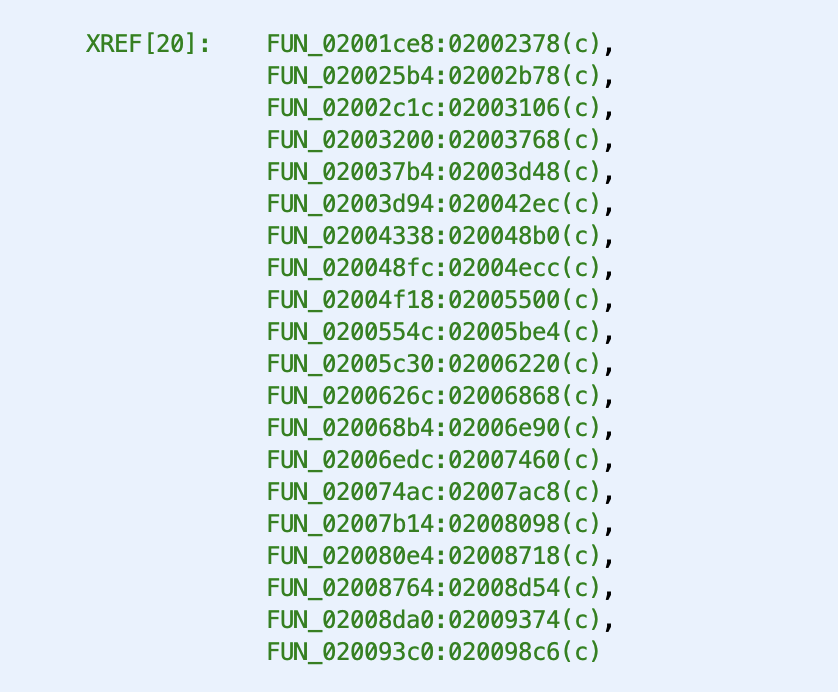 XREF[20]: FUN_02001ce8:02002378(c),
FUN_020025b4:02002b78(c),
FUN_02002c1c:02003106(c),
FUN_02003200:02003768(c),
FUN_020037b4:02003d48(c),
FUN_02003d94:020042ec(c),
FUN_02004338:020048b0(c),
FUN_020048fc:02004ecc(c),
FUN_02004f18:02005500(c),
FUN_0200554c:02005be4(c),
FUN_02005c30:02006220(c),
FUN_0200626c:02006868(c),
FUN_020068b4:02006e90(c),
FUN_02006edc:02007460(c),
FUN_020074ac:02007ac8(c),
FUN_02007b14:02008098(c),
FUN_020080e4:02008718(c),
FUN_02008764:02008d54(c),
FUN_02008da0:02009374(c),
FUN_020093c0:020098c6(c)